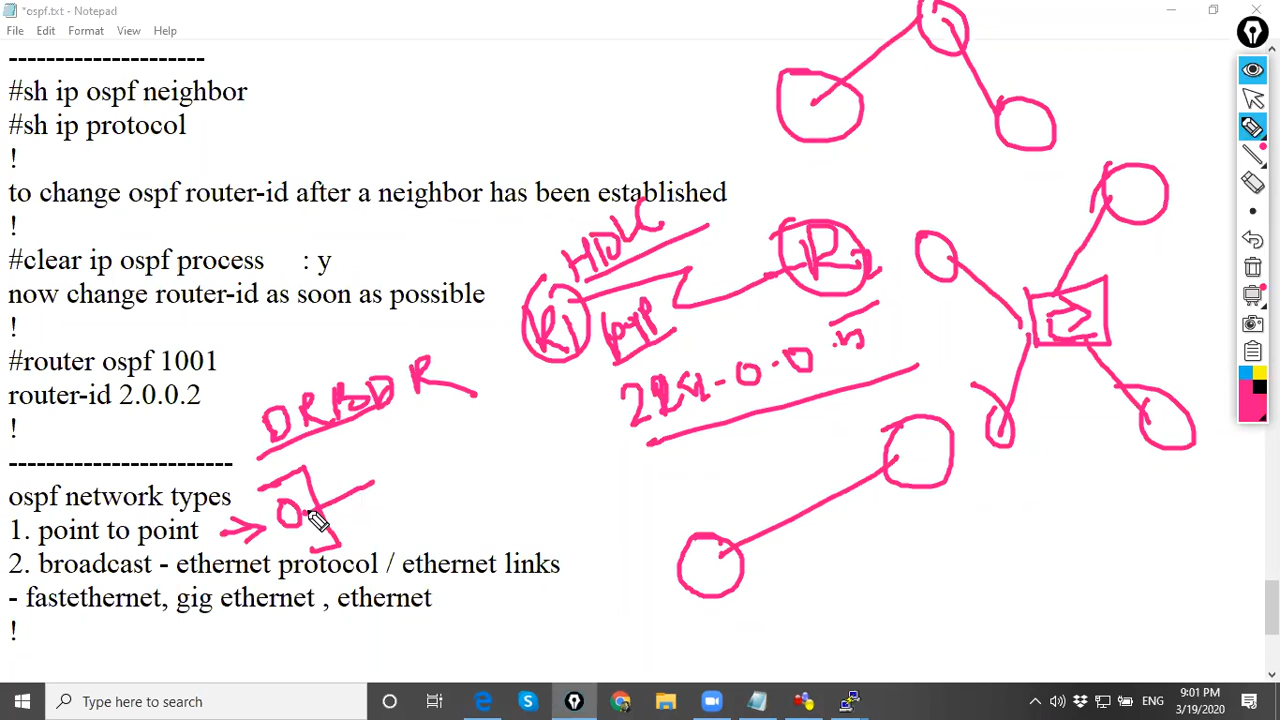 *ospf.txt - Notepad
File Edit Format View Help
--------------------
#sh ip ospf neighbor
#sh ip protocol
!
to change ospf router-id after a neighbor has been established
!
#clear ip ospf process : y
now change router-id as soon as possible
!
#router ospf 1001
router-id 2.0.0.2
!
-----------------------
ospf network types
1. point to point
2. broadcast - ethernet protocol / ethernet links
- fastethernet, gig ethernet , ethernet
!
HDLC
R1
PPP
R2
224.0.0.5
DR BDR
Type here to search
ENG
9:01 PM
3/19/2020